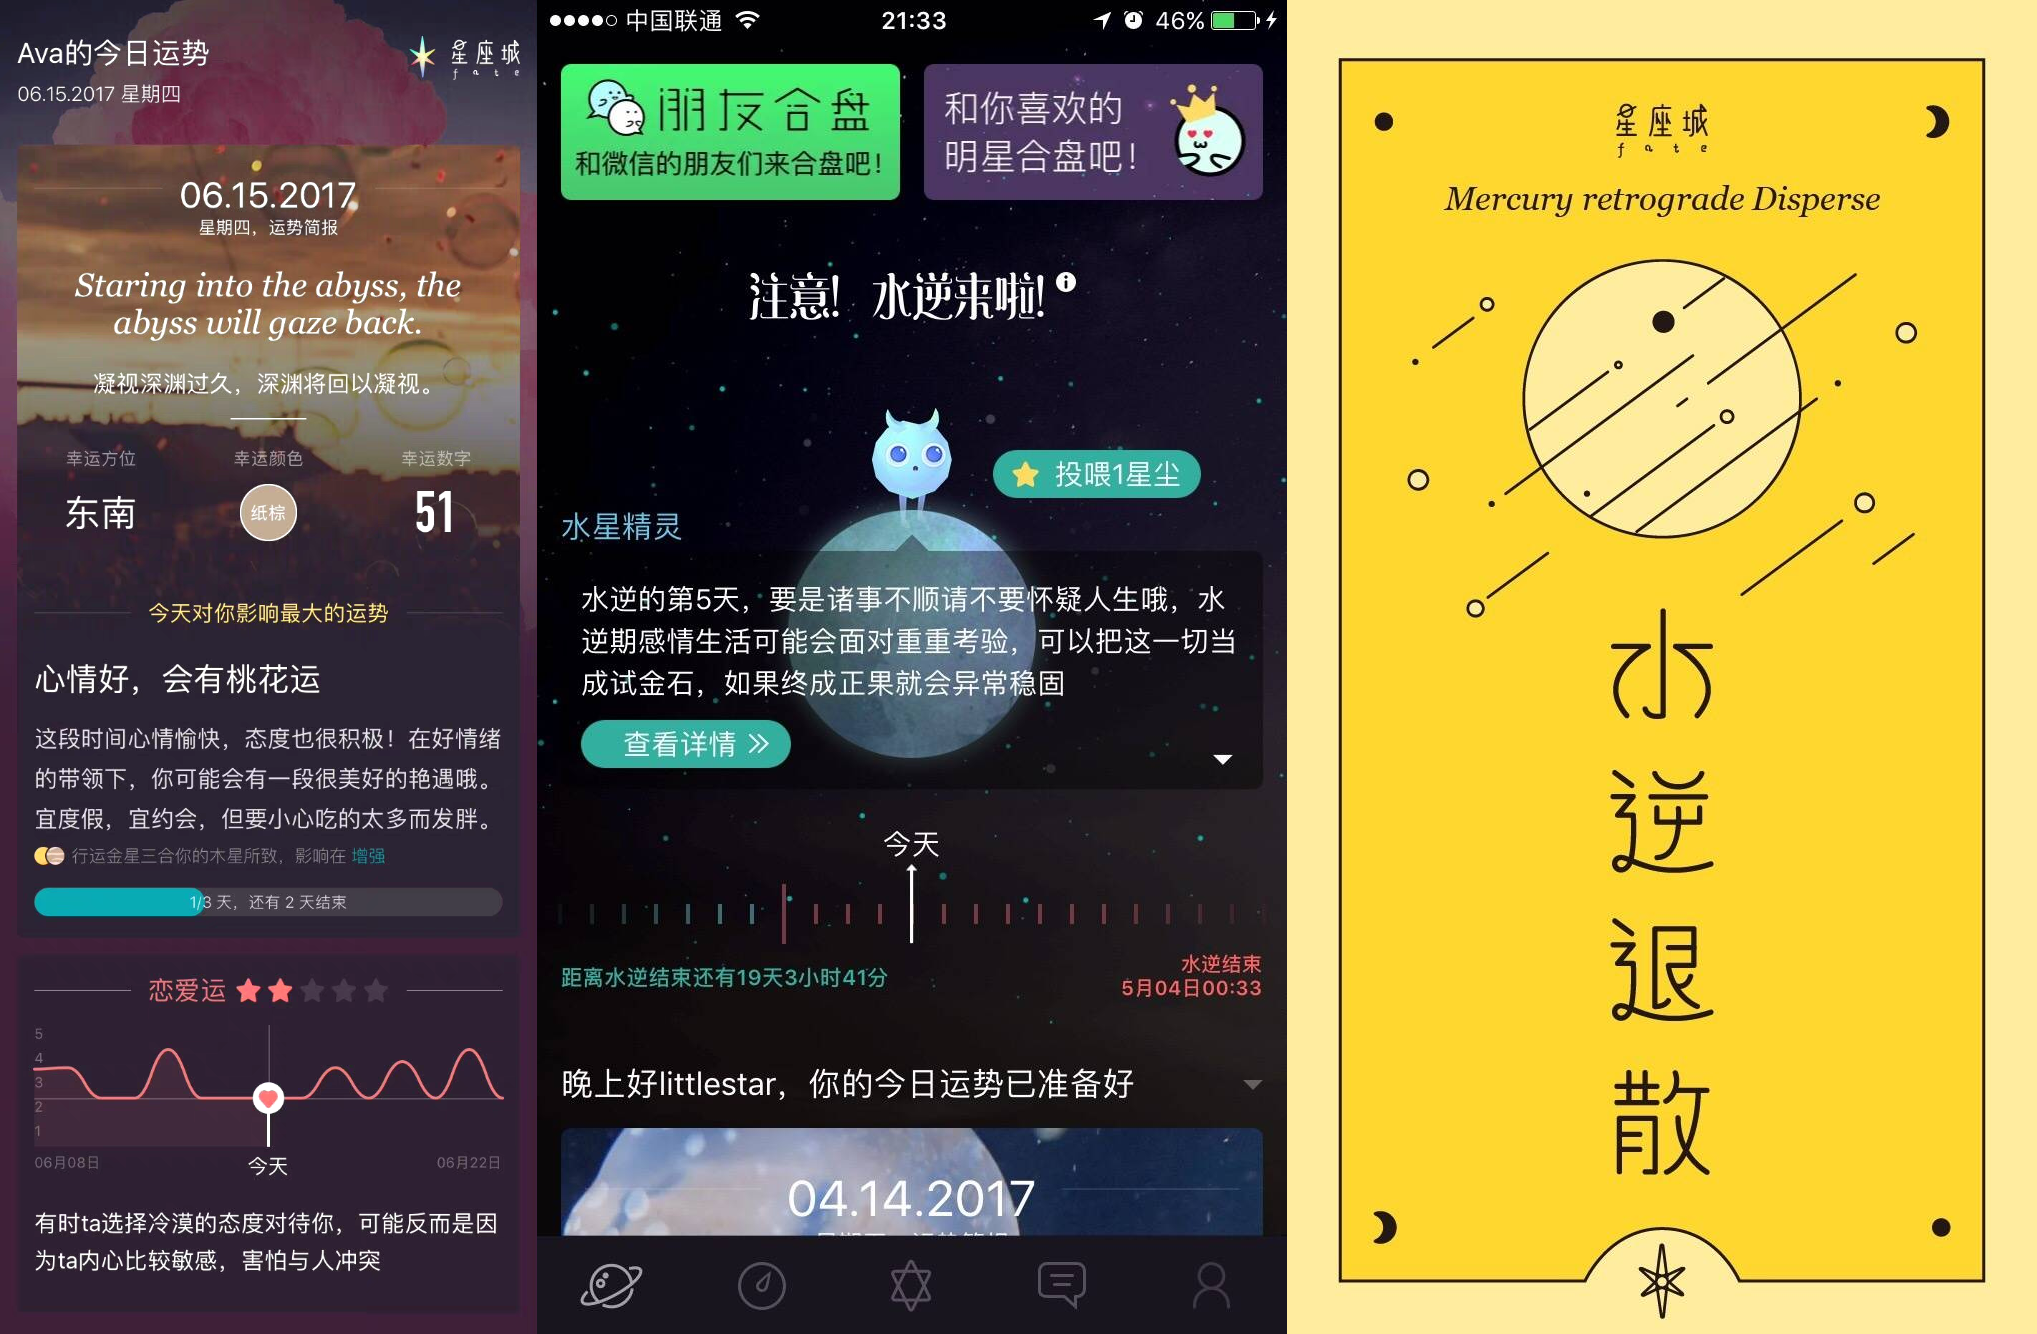 Ava的今日运势
星座城
fate
06.15.2017 星期四
06.15.2017
星期四，运势简报
Staring into the abyss, the
abyss will gaze back.
凝视深渊过久，深渊将回以凝视。
幸运方位
幸运颜色
幸运数字
东南
纸棕
51
今天对你影响最大的运势
心情好，会有桃花运
这段时间心情愉快，态度也很积极！在好情绪
的带领下，你可能会有一段很美好的艳遇哦。
宜度假，宜约会，但要小心吃的太多而发胖。
行运金星三合你的木星所致，影响在 增强
1/3 天，还有 2 天结束
恋爱运
5
4
3
2
1
06月08日
今天
06月22日
有时ta选择冷漠的态度对待你，可能反而是因
为ta内心比较敏感，害怕与人冲突
中国联通
21:33
46%
朋友合盘
和微信的朋友们来合盘吧！
和你喜欢的
明星合盘吧！
注意！水逆来啦！
投喂1星尘
水星精灵
水逆的第5天，要是诸事不顺请不要怀疑人生哦，水
逆期感情生活可能会面对重重考验，可以把这一切当
成试金石，如果终成正果就会异常稳固
查看详情
今天
距离水逆结束还有19天3小时41分
水逆结束
5月04日00:33
晚上好littlestar，你的今日运势已准备好
04.14.2017
星座城
fate
Mercury retrograde Disperse
水
逆
退
散